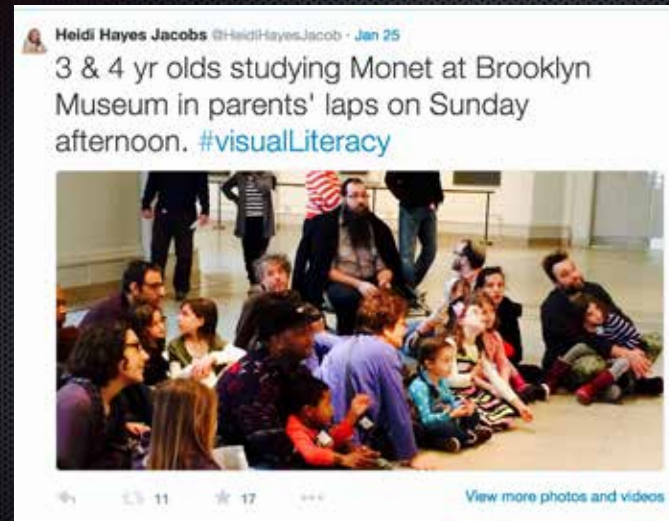 Heidi Hayes Jacobs @HeidiHayesJacob · Jan 25
3 & 4 yr olds studying Monet at Brooklyn
Museum in parents' laps on Sunday
afternoon. #visualLiteracy
11 17 View more photos and videos